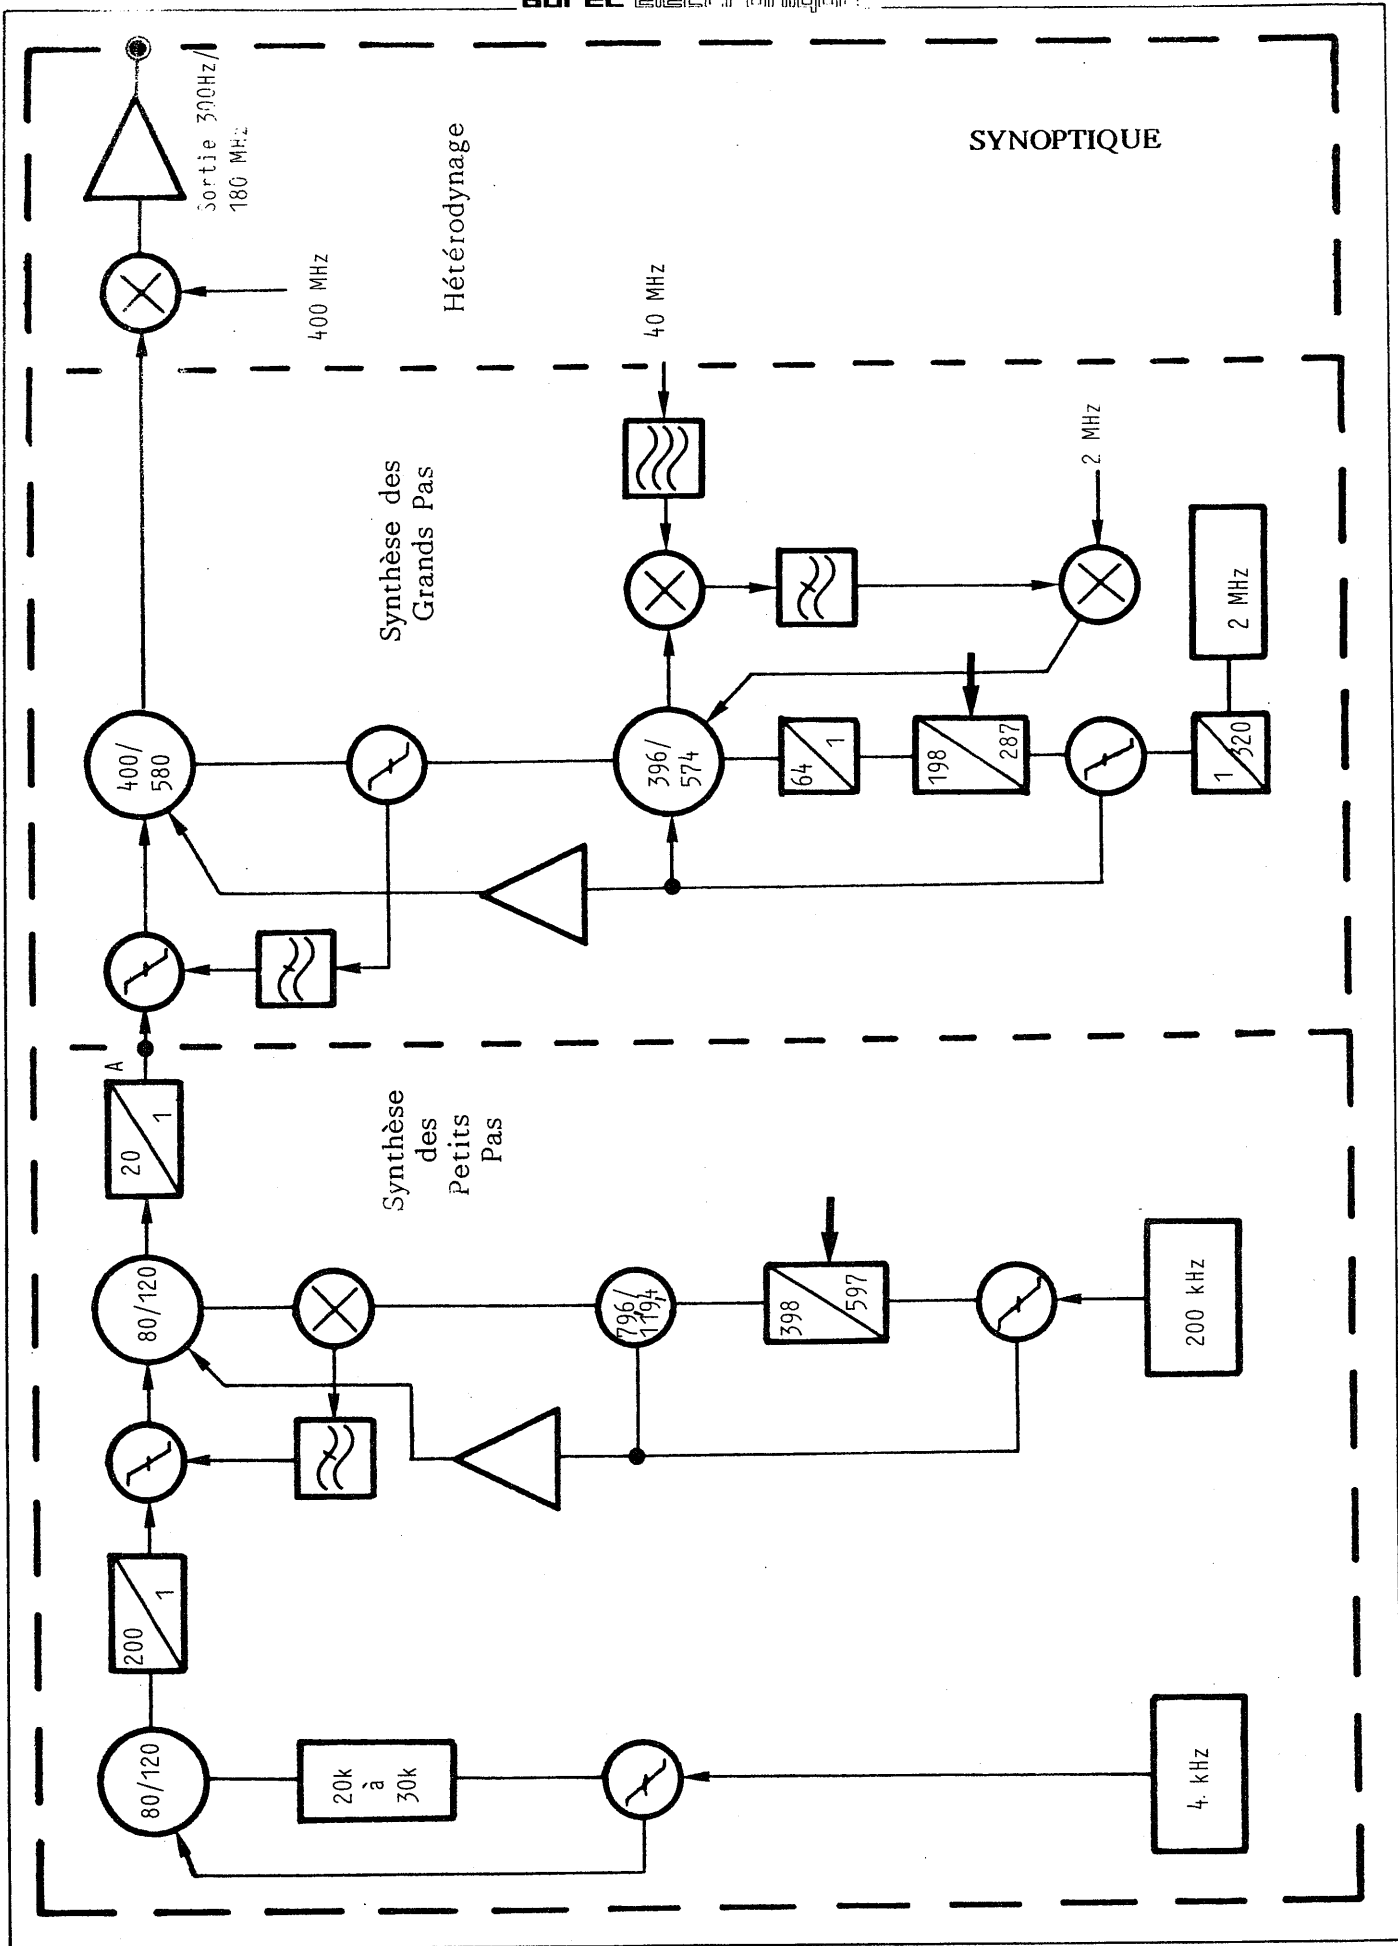 SYNOPTIQUE
Sortie 300Hz/
180 MHz
400 MHz
Hétérodynage
40 MHz
Synthèse des
Grands Pas
2 MHz
400/
580
396/
574
64
1
198
287
1
320
2 MHz
A
20
1
Synthèse
des
Petits
Pas
80/120
796/
1194
398
597
200 kHz
200
1
80/120
20k
à
30k
4. kHz